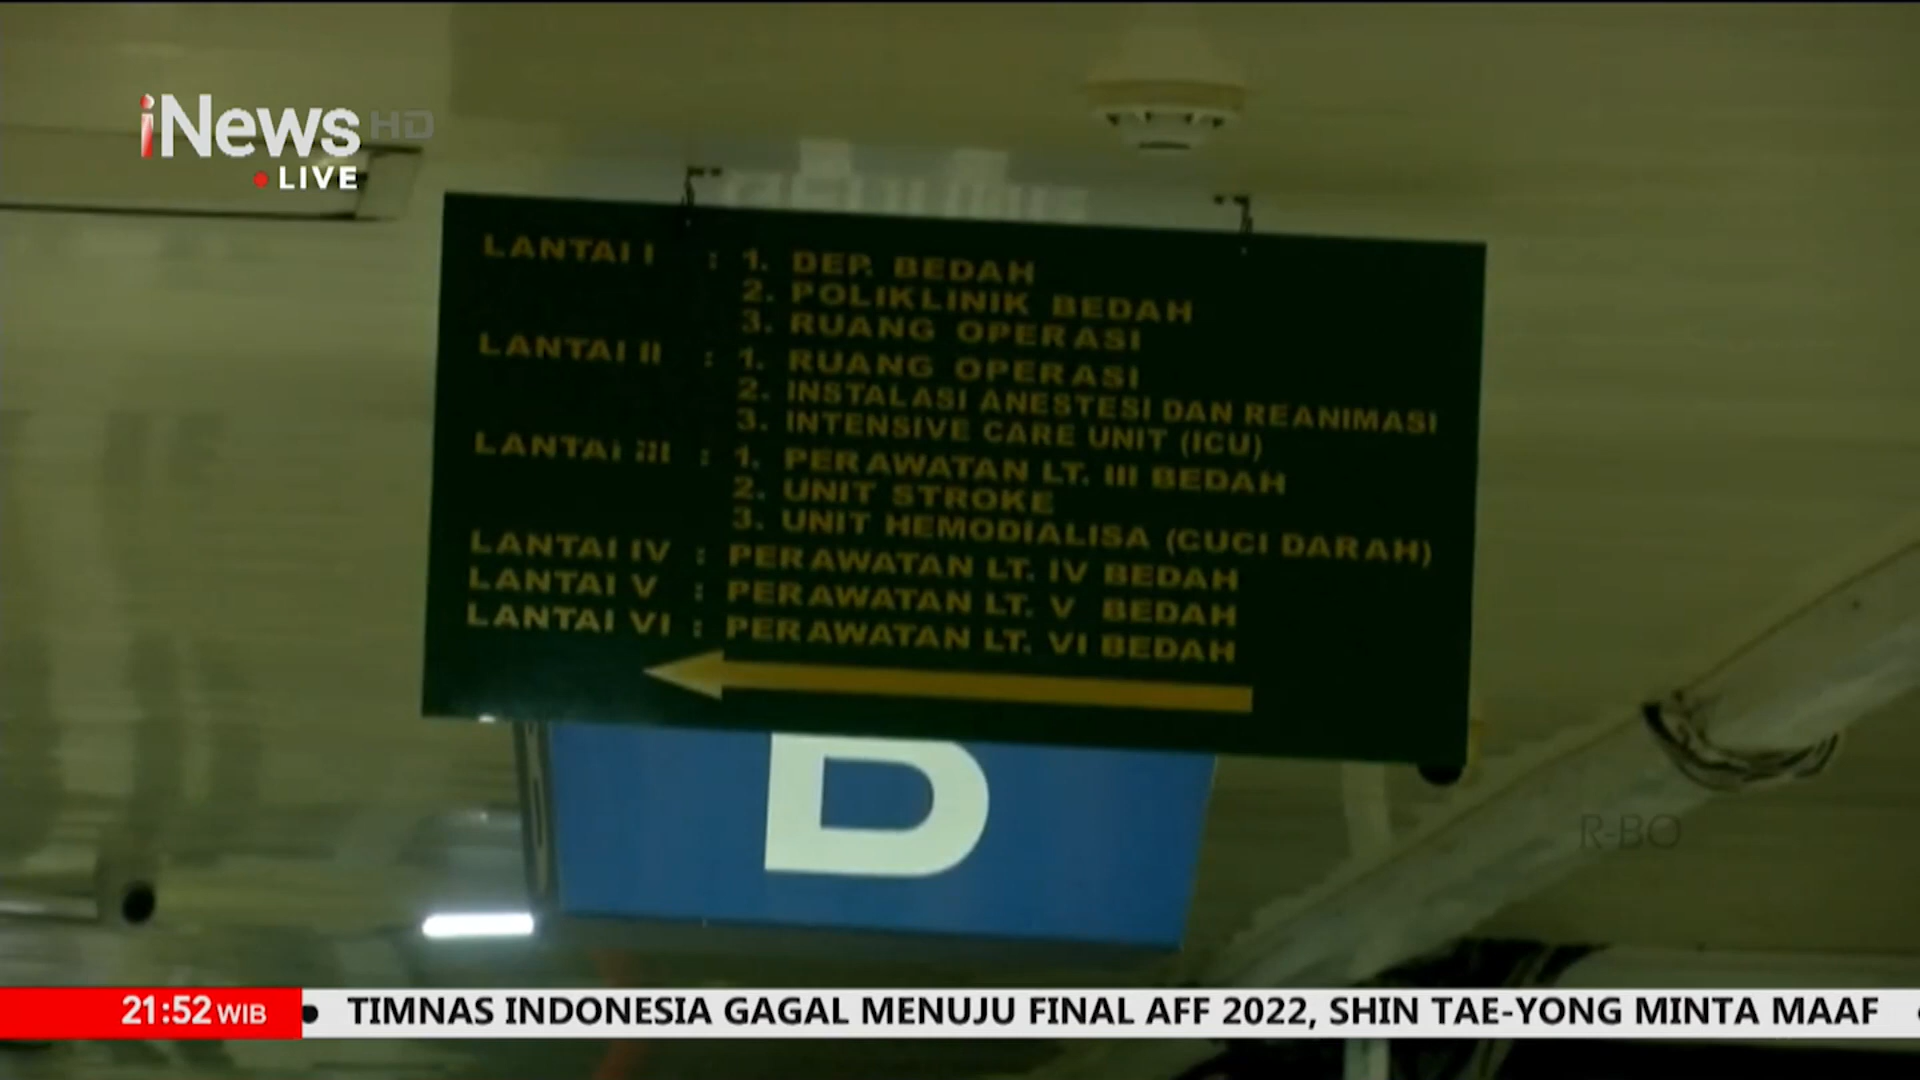 iNews HD
LIVE
LANTAI I : 1. DEP. BEDAH
2. POLIKLINIK BEDAH
3. RUANG OPERASI
LANTAI II : 1. RUANG OPERASI
2. INSTALASI ANESTESI DAN REANIMASI
3. INTENSIVE CARE UNIT (ICU)
LANTAI III : 1. PERAWATAN LT. III BEDAH
2. UNIT STROKE
3. UNIT HEMODIALISA (CUCI DARAH)
LANTAI IV : PERAWATAN LT. IV BEDAH
LANTAI V : PERAWATAN LT. V BEDAH
LANTAI VI : PERAWATAN LT. VI BEDAH
R-BO
21:52 WIB
TIMNAS INDONESIA GAGAL MENUJU FINAL AFF 2022, SHIN TAE-YONG MINTA MAAF